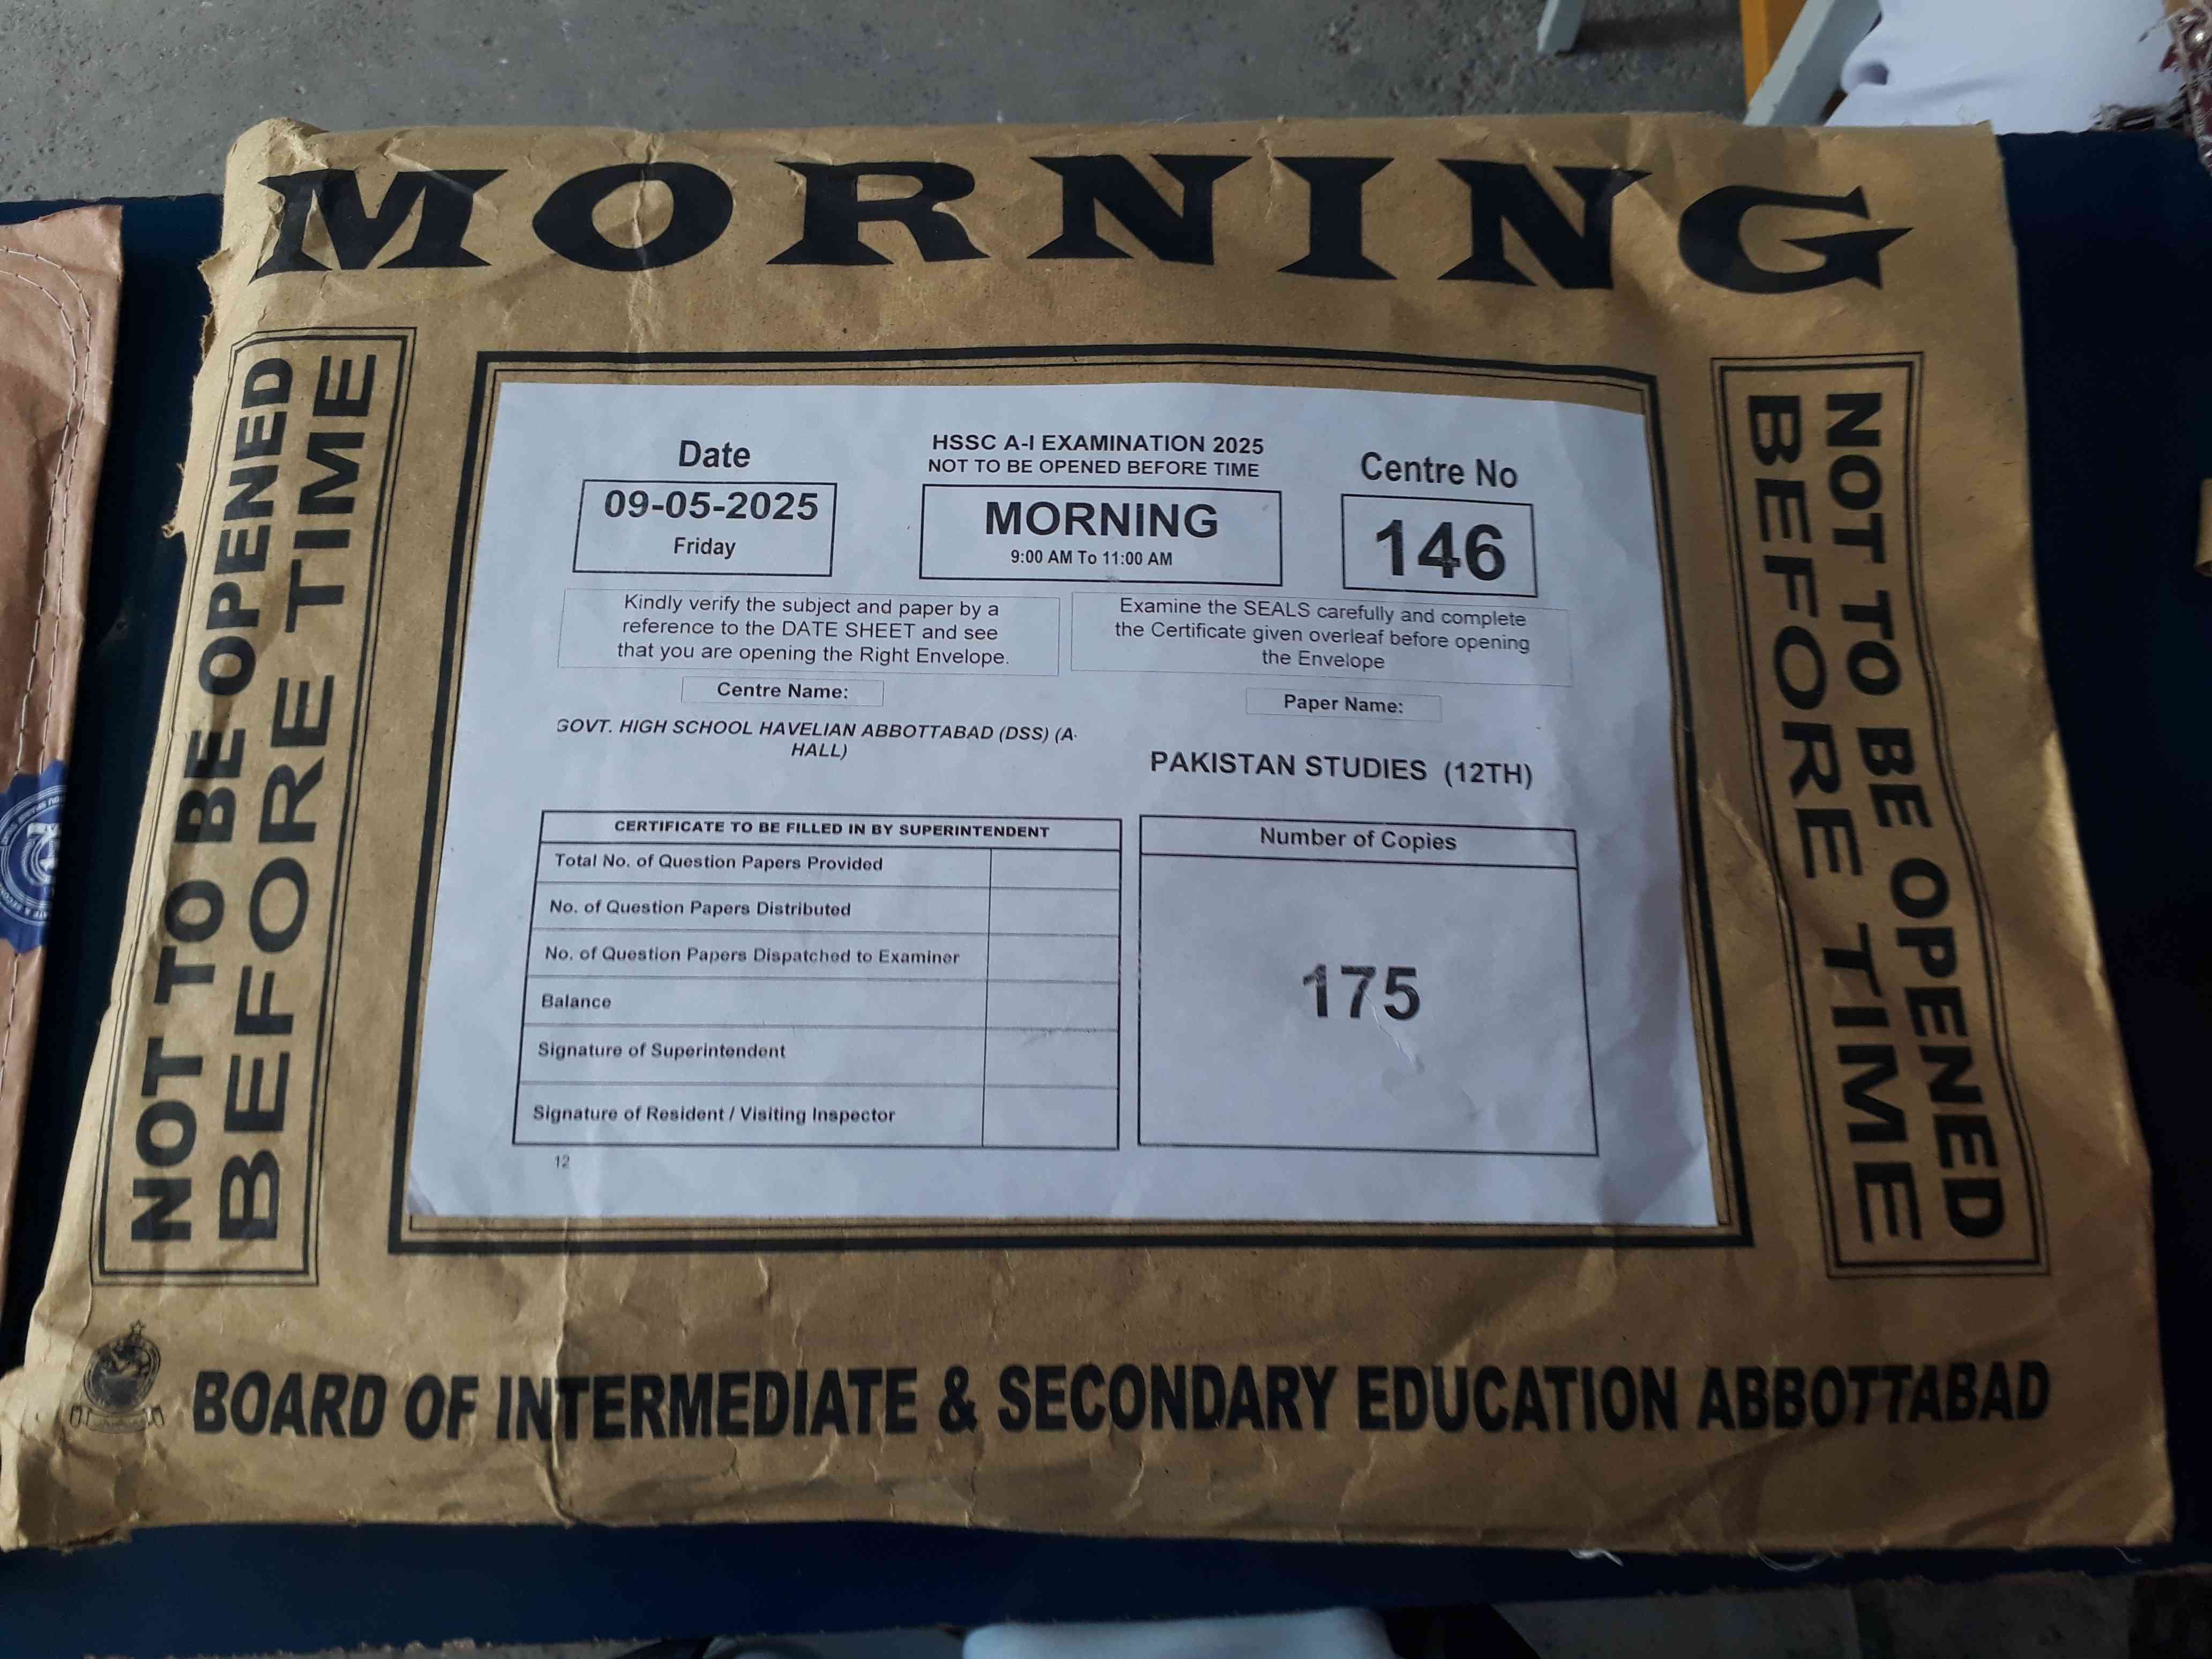 MORNING
NOT TO BE OPENED
BEFORE TIME
Date
09-05-2025
Friday
HSSC A-I EXAMINATION 2025
NOT TO BE OPENED BEFORE TIME
MORNING
9:00 AM To 11:00 AM
Centre No
146
Kindly verify the subject and paper by a
reference to the DATE SHEET and see
that you are opening the Right Envelope.
Examine the SEALS carefully and complete
the Certificate given overleaf before opening
the Envelope
Centre Name:
GOVT. HIGH SCHOOL HAVELIAN ABBOTTABAD (DSS) (A-
HALL)
Paper Name:
PAKISTAN STUDIES (12TH)
CERTIFICATE TO BE FILLED IN BY SUPERINTENDENT
Total No. of Question Papers Provided
No. of Question Papers Distributed
No. of Question Papers Dispatched to Examiner
Balance
Signature of Superintendent
Signature of Resident / Visiting Inspector
12
Number of Copies
175
NOT TO BE OPENED
BEFORE TIME
BOARD OF INTERMEDIATE & SECONDARY EDUCATION ABBOTTABAD